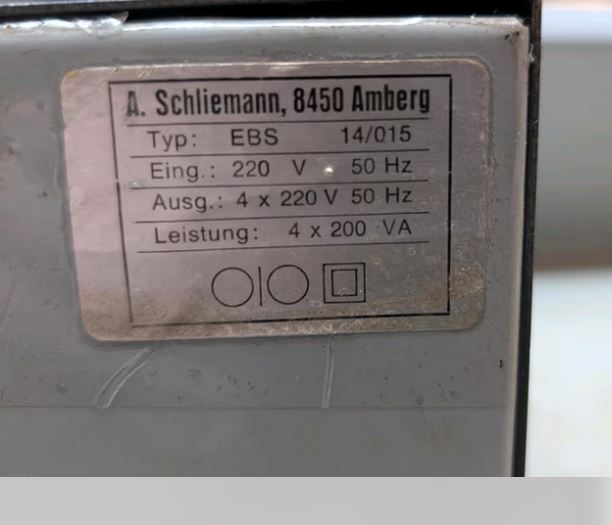 A. Schliemann, 8450 Amberg
Typ: EBS 14/015
Eing.: 220 V 50 Hz
Ausg.: 4 x 220 V 50 Hz
Leistung: 4 x 200 VA